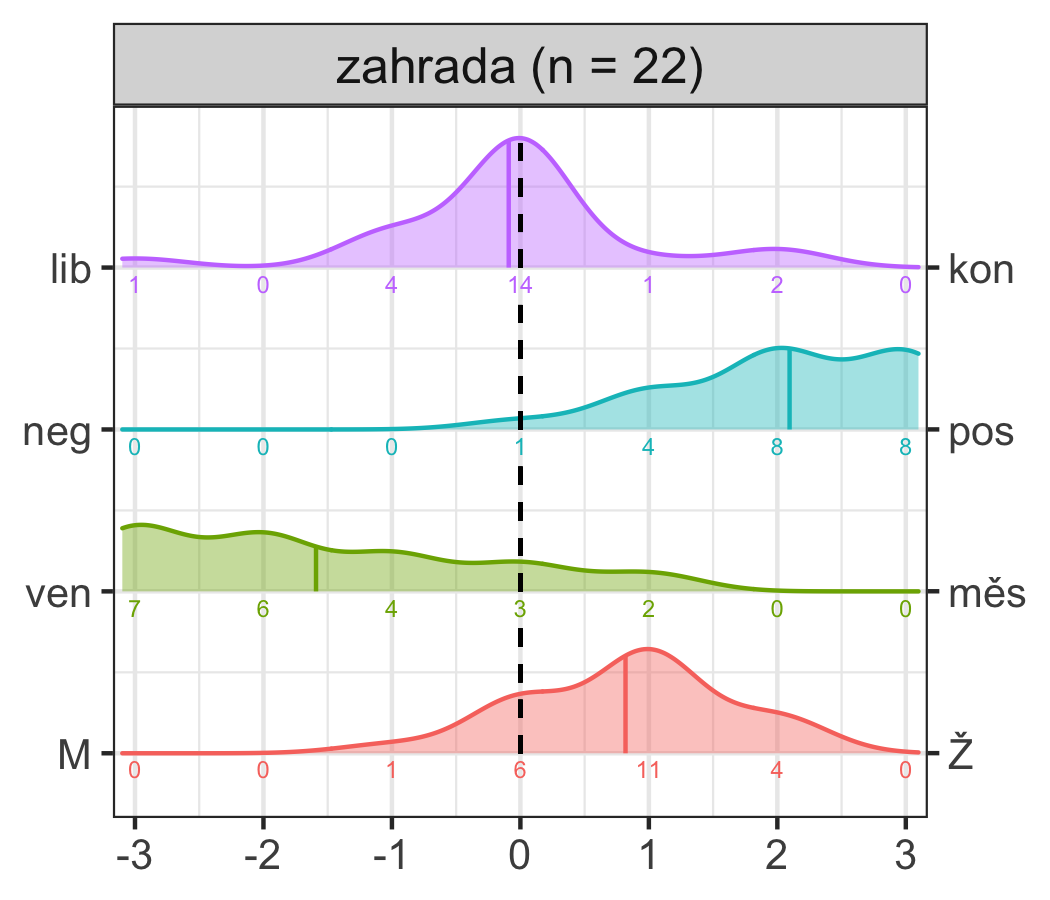 zahrada (n = 22)
lib kon
1 0 4 14 1 2 0
neg pos
0 0 0 1 4 8 8
ven měs
7 6 4 3 2 0 0
M Ž
0 0 1 6 11 4 0
-3 -2 -1 0 1 2 3